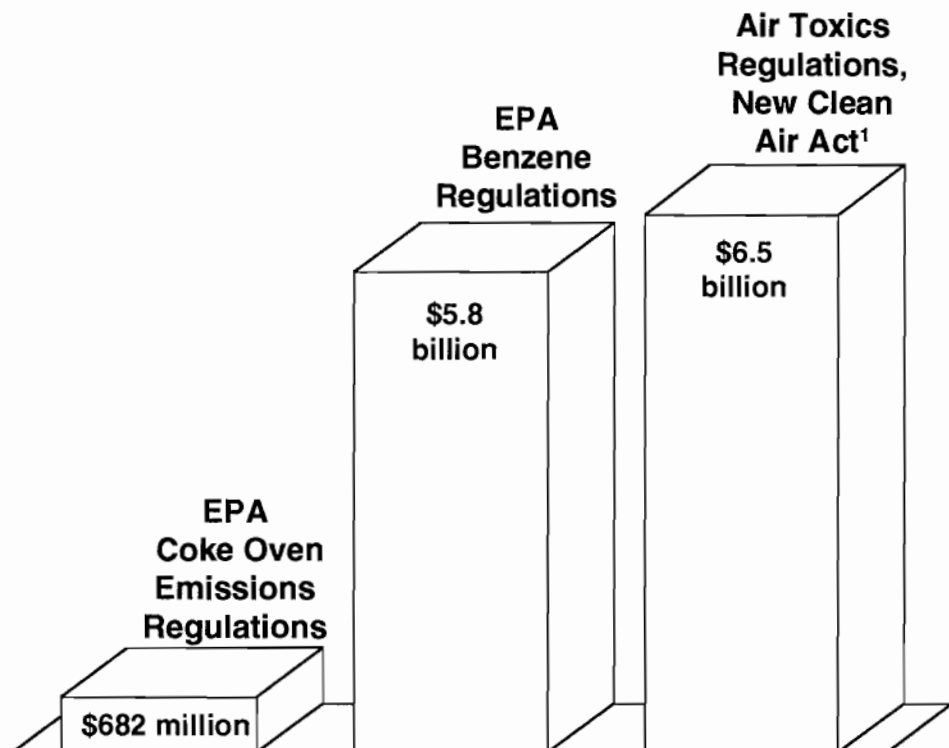 EPA
Coke Oven
Emissions
Regulations
$682 million
EPA
Benzene
Regulations
$5.8
billion
Air Toxics
Regulations,
New Clean
Air Act¹
$6.5
billion